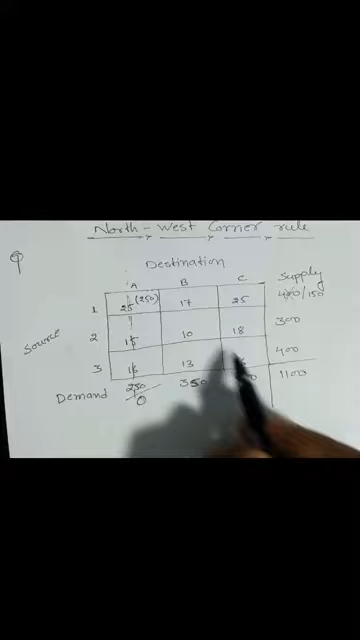 North-West Corner rule
Q
Destination
A B C Supply
1 25 (250) 17 25 400/150
Source
2 15 10 18 300
3 16 13 400
Demand 250 350 1100
0